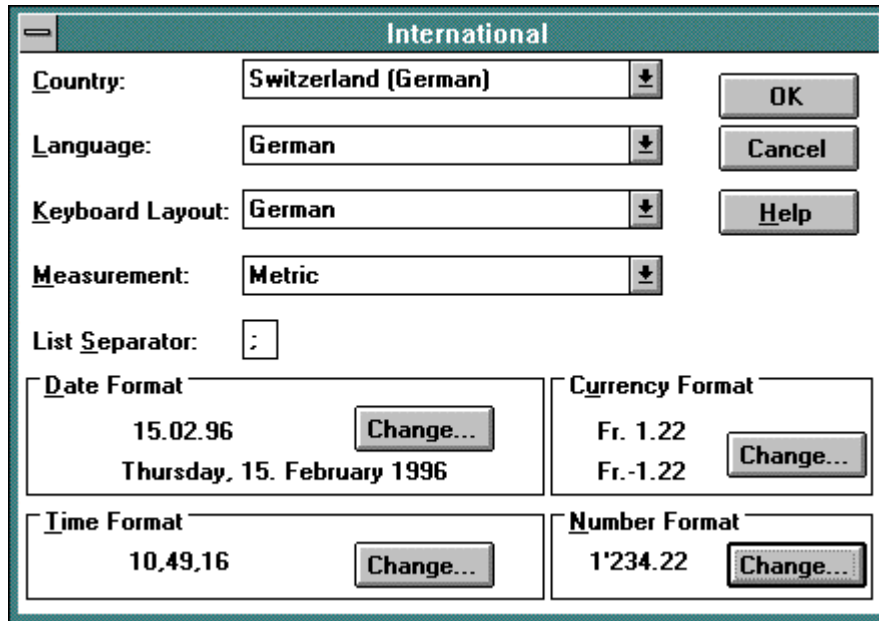 International
Country: Switzerland (German) OK
Language: German Cancel
Keyboard Layout: German Help
Measurement: Metric
List Separator: ;
Date Format
15.02.96 Change...
Thursday, 15. February 1996
Currency Format
Fr. 1.22
Fr.-1.22
Change...
Time Format
10,49,16 Change...
Number Format
1'234.22 Change...